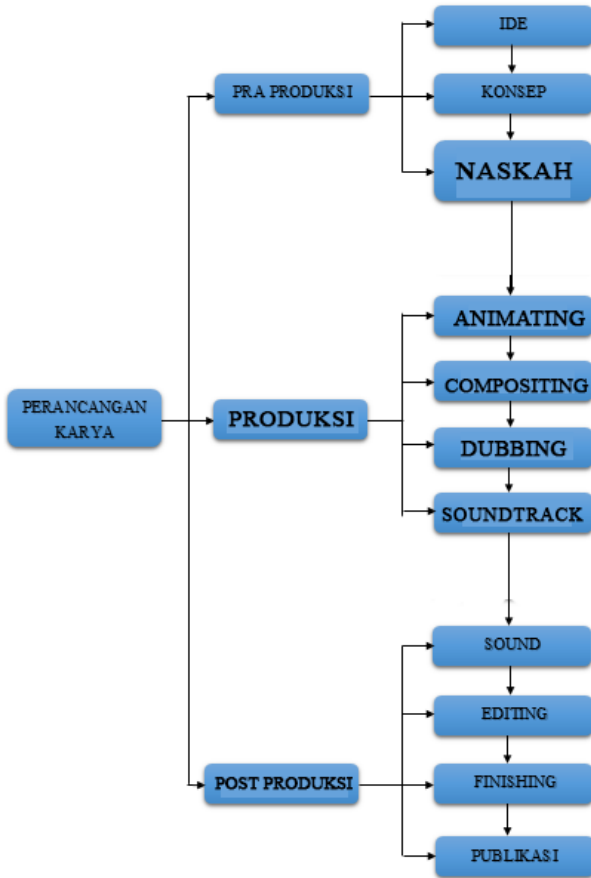 IDE
PRA PRODUKSI
KONSEP
NASKAH
ANIMATING
COMPOSITING
PERANCANGAN
KARYA
PRODUKSI
DUBBING
SOUNDTRACK
SOUND
EDITING
POST PRODUKSI
FINISHING
PUBLIKASI